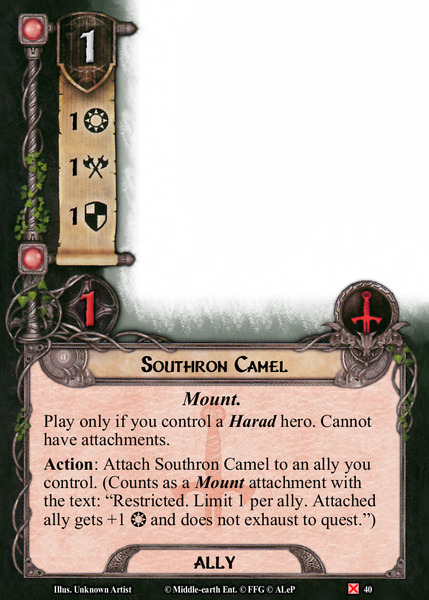 1
1
1
1
1
Southron Camel
Mount.
Play only if you control a Harad hero. Cannot
have attachments.
Action: Attach Southron Camel to an ally you
control. (Counts as a Mount attachment with
the text: “Restricted. Limit 1 per ally. Attached
ally gets +1 and does not exhaust to quest.”)
ALLY
Illus. Unknown Artist © Middle-earth Ent. © FFG © ALeP 40